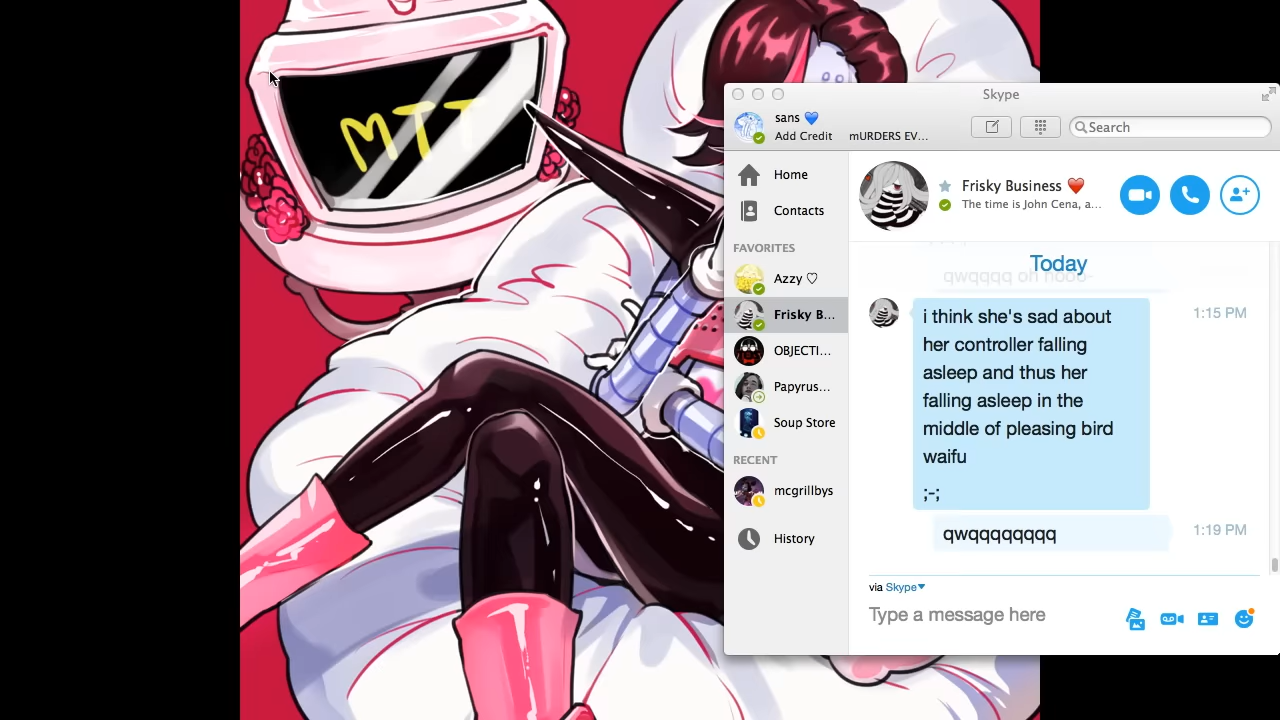 MTT
Skype
sans 💙
Add Credit mURDERS EV...
Search
Home
Contacts
FAVORITES
Azzy ♡
Frisky B...
OBJECTI...
Papyrus...
Soup Store
RECENT
mcgrillbys
History
Frisky Business ❤️
The time is John Cena, a...
qwqqqq oh noob-
Today
i think she's sad about
her controller falling
asleep and thus her
falling asleep in the
middle of pleasing bird
waifu
;-;
1:15 PM
qwqqqqqqqq
1:19 PM
via Skype▾
Type a message here